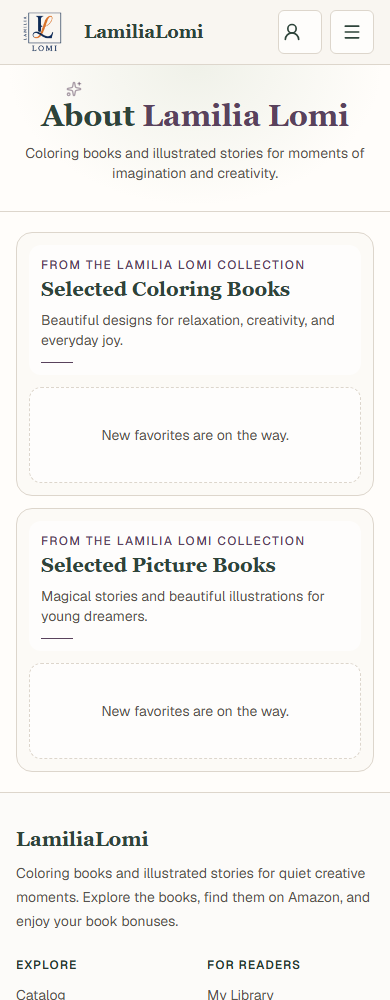 LAMILIA
L
LOMI
LamiliaLomi
About Lamilia Lomi
Coloring books and illustrated stories for moments of
imagination and creativity.
FROM THE LAMILIA LOMI COLLECTION
Selected Coloring Books
Beautiful designs for relaxation, creativity, and
everyday joy.
New favorites are on the way.
FROM THE LAMILIA LOMI COLLECTION
Selected Picture Books
Magical stories and beautiful illustrations for
young dreamers.
New favorites are on the way.
LamiliaLomi
Coloring books and illustrated stories for quiet creative
moments. Explore the books, find them on Amazon, and
enjoy your book bonuses.
EXPLORE
FOR READERS
Catalog
My Library